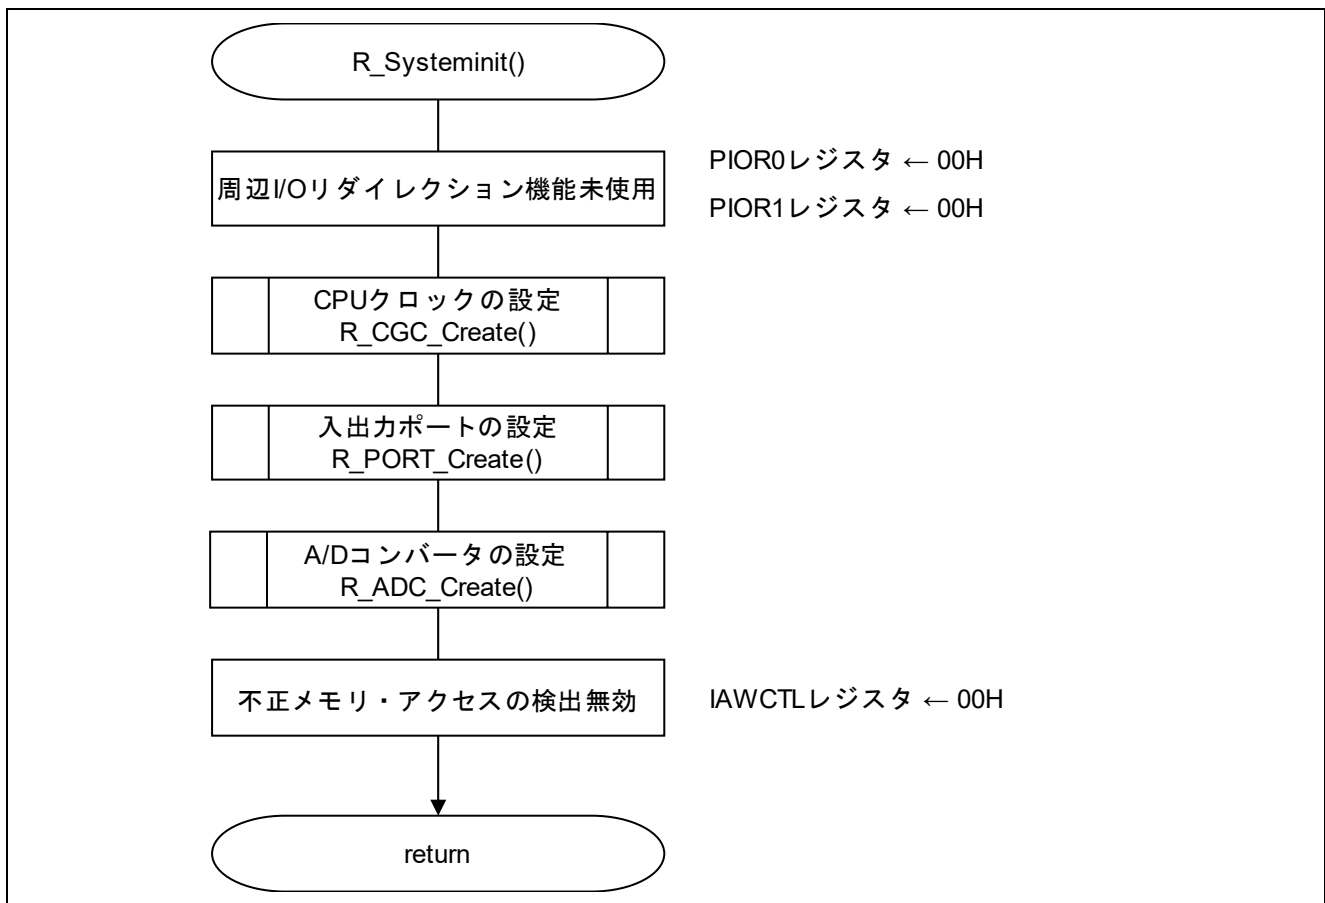 R_Systeminit()
周辺I/Oリダイレクション機能未使用
PIOR0レジスタ ← 00H
PIOR1レジスタ ← 00H
CPUクロックの設定
R_CGC_Create()
入出力ポートの設定
R_PORT_Create()
A/Dコンバータの設定
R_ADC_Create()
不正メモリ・アクセスの検出無効
IAWCTLレジスタ ← 00H
return